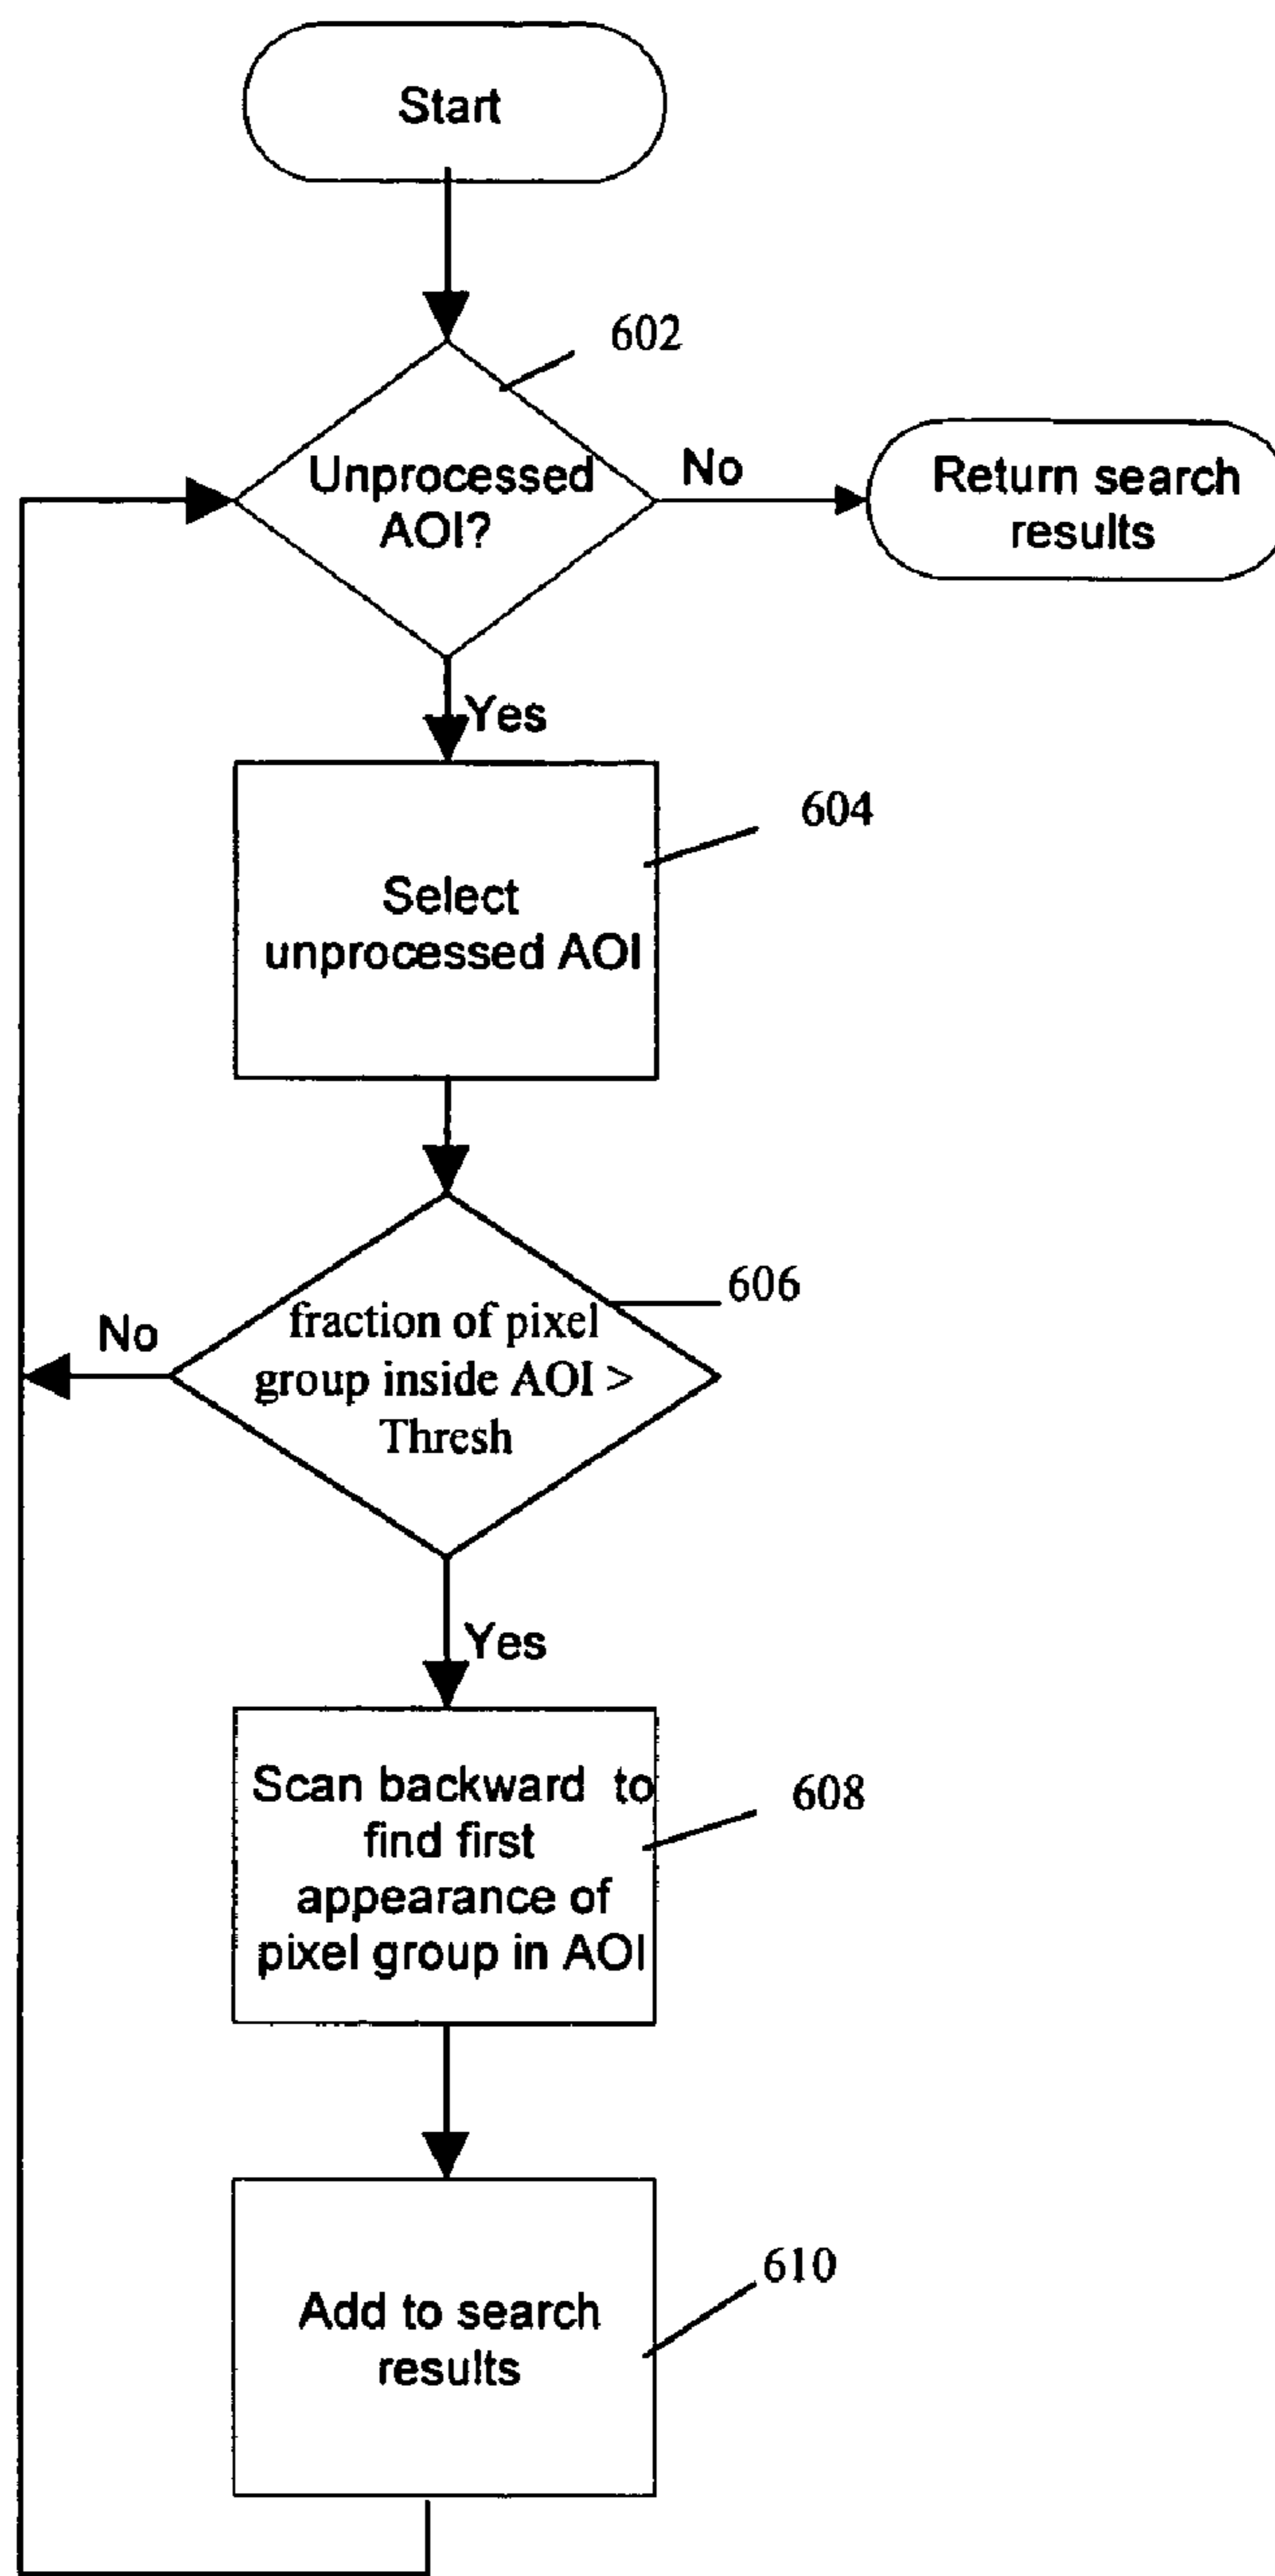 Start
602
Unprocessed
AOI?
No
Return search
results
Yes
604
Select
unprocessed AOI
606
fraction of pixel
group inside AOI >
Thresh
No
Yes
608
Scan backward to
find first
appearance of
pixel group in AOI
610
Add to search
results